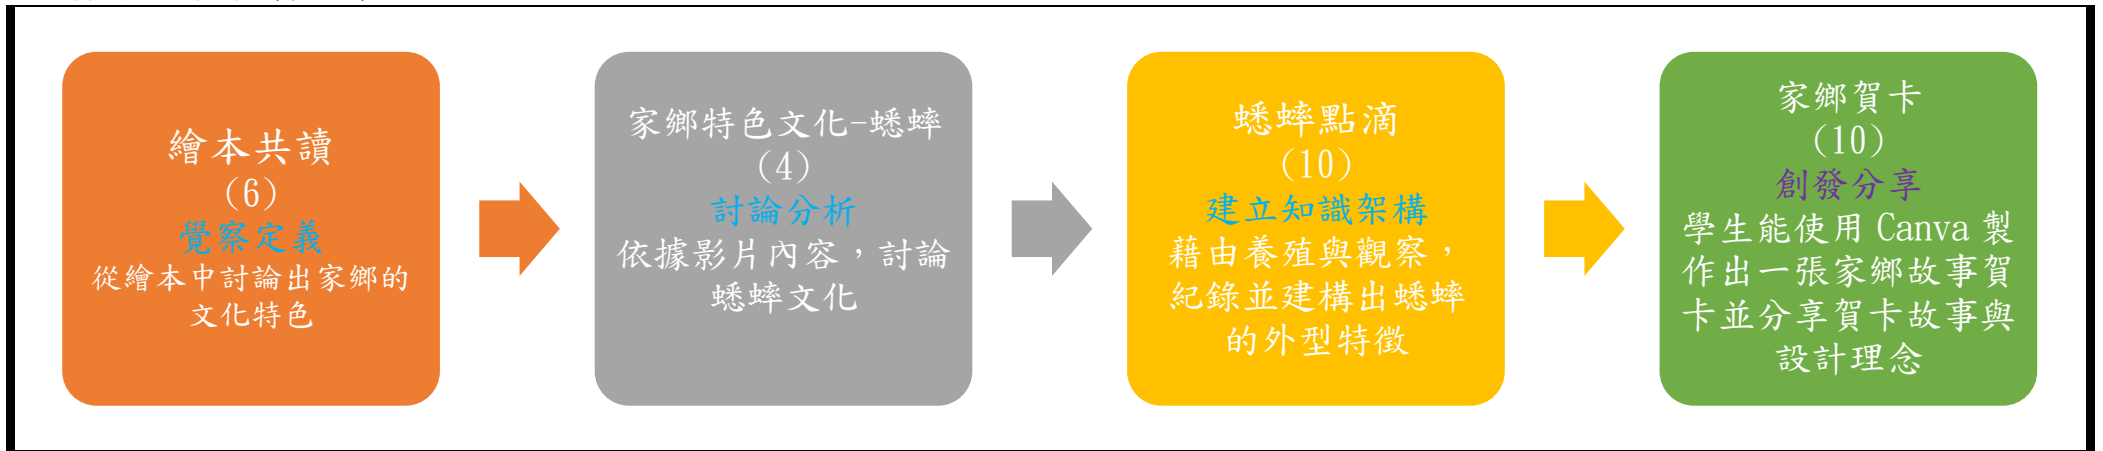 繪本共讀
(6)
覺察定義
從繪本中討論出家鄉的
文化特色
家鄉特色文化-蟋蟀
(4)
討論分析
依據影片內容，討論
蟋蟀文化
蟋蟀點滴
(10)
建立知識架構
藉由養殖與觀察，
紀錄並建構出蟋蟀
的外型特徵
家鄉賀卡
(10)
創發分享
學生能使用 Canva 製
作出一張家鄉故事賀
卡並分享賀卡故事與
設計理念